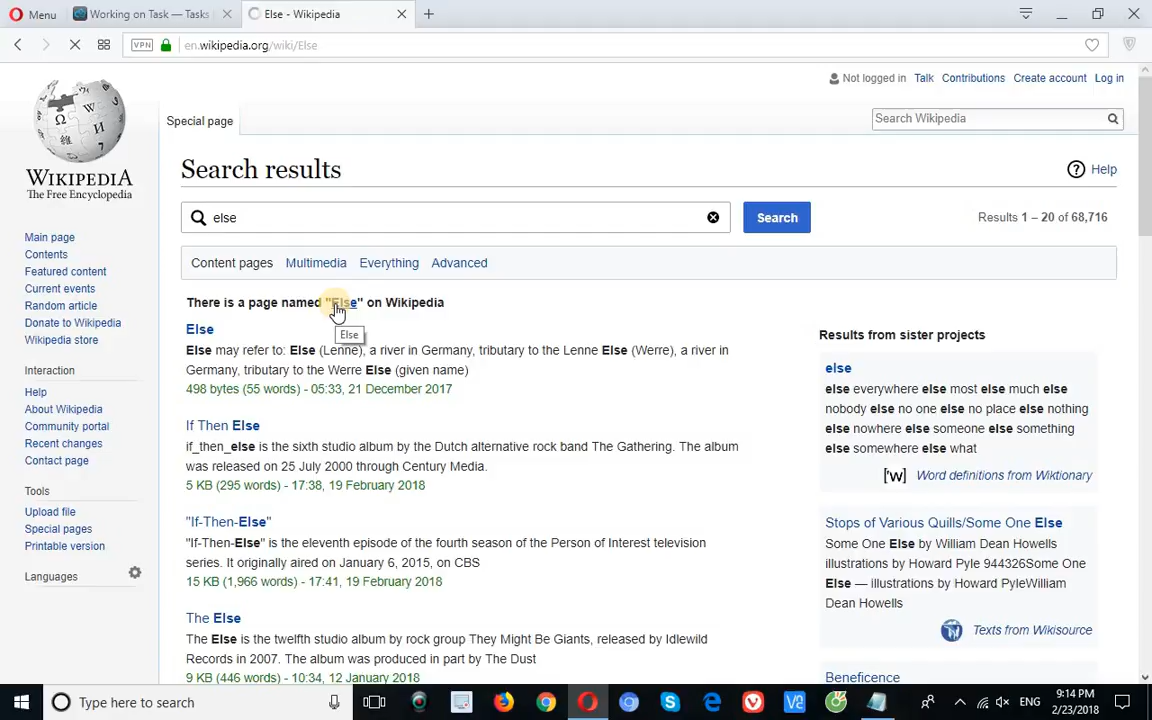 Menu
Working on Task — Tasks
Else - Wikipedia
VPN
en.wikipedia.org/wiki/Else
Not logged in Talk Contributions Create account Log in
Special page
Search Wikipedia
WIKIPEDIA
The Free Encyclopedia
Search results
Help
else
Search
Results 1 – 20 of 68,716
Content pages Multimedia Everything Advanced
Main page
Contents
Featured content
Current events
Random article
Donate to Wikipedia
Wikipedia store
Interaction
Help
About Wikipedia
Community portal
Recent changes
Contact page
Tools
Upload file
Special pages
Printable version
Languages
There is a page named "Else" on Wikipedia
Else
Else
Else may refer to: Else (Lenne), a river in Germany, tributary to the Lenne Else (Werre), a river in
Germany, tributary to the Werre Else (given name)
498 bytes (55 words) - 05:33, 21 December 2017
If Then Else
if_then_else is the sixth studio album by the Dutch alternative rock band The Gathering. The album
was released on 25 July 2000 through Century Media.
5 KB (295 words) - 17:38, 19 February 2018
"If-Then-Else"
"If-Then-Else" is the eleventh episode of the fourth season of the Person of Interest television
series. It originally aired on January 6, 2015, on CBS
15 KB (1,966 words) - 17:41, 19 February 2018
The Else
The Else is the twelfth studio album by rock group They Might Be Giants, released by Idlewild
Records in 2007. The album was produced in part by The Dust
9 KB (446 words) - 10:34, 12 January 2018
Results from sister projects
else
else everywhere else most else much else
nobody else no one else no place else nothing
else nowhere else someone else something
else somewhere else what
['w] Word definitions from Wiktionary
Stops of Various Quills/Some One Else
Some One Else by William Dean Howells
illustrations by Howard Pyle 944326Some One
Else — illustrations by Howard PyleWilliam
Dean Howells
Texts from Wikisource
Beneficence
Type here to search
ENG
9:14 PM
2/23/2018